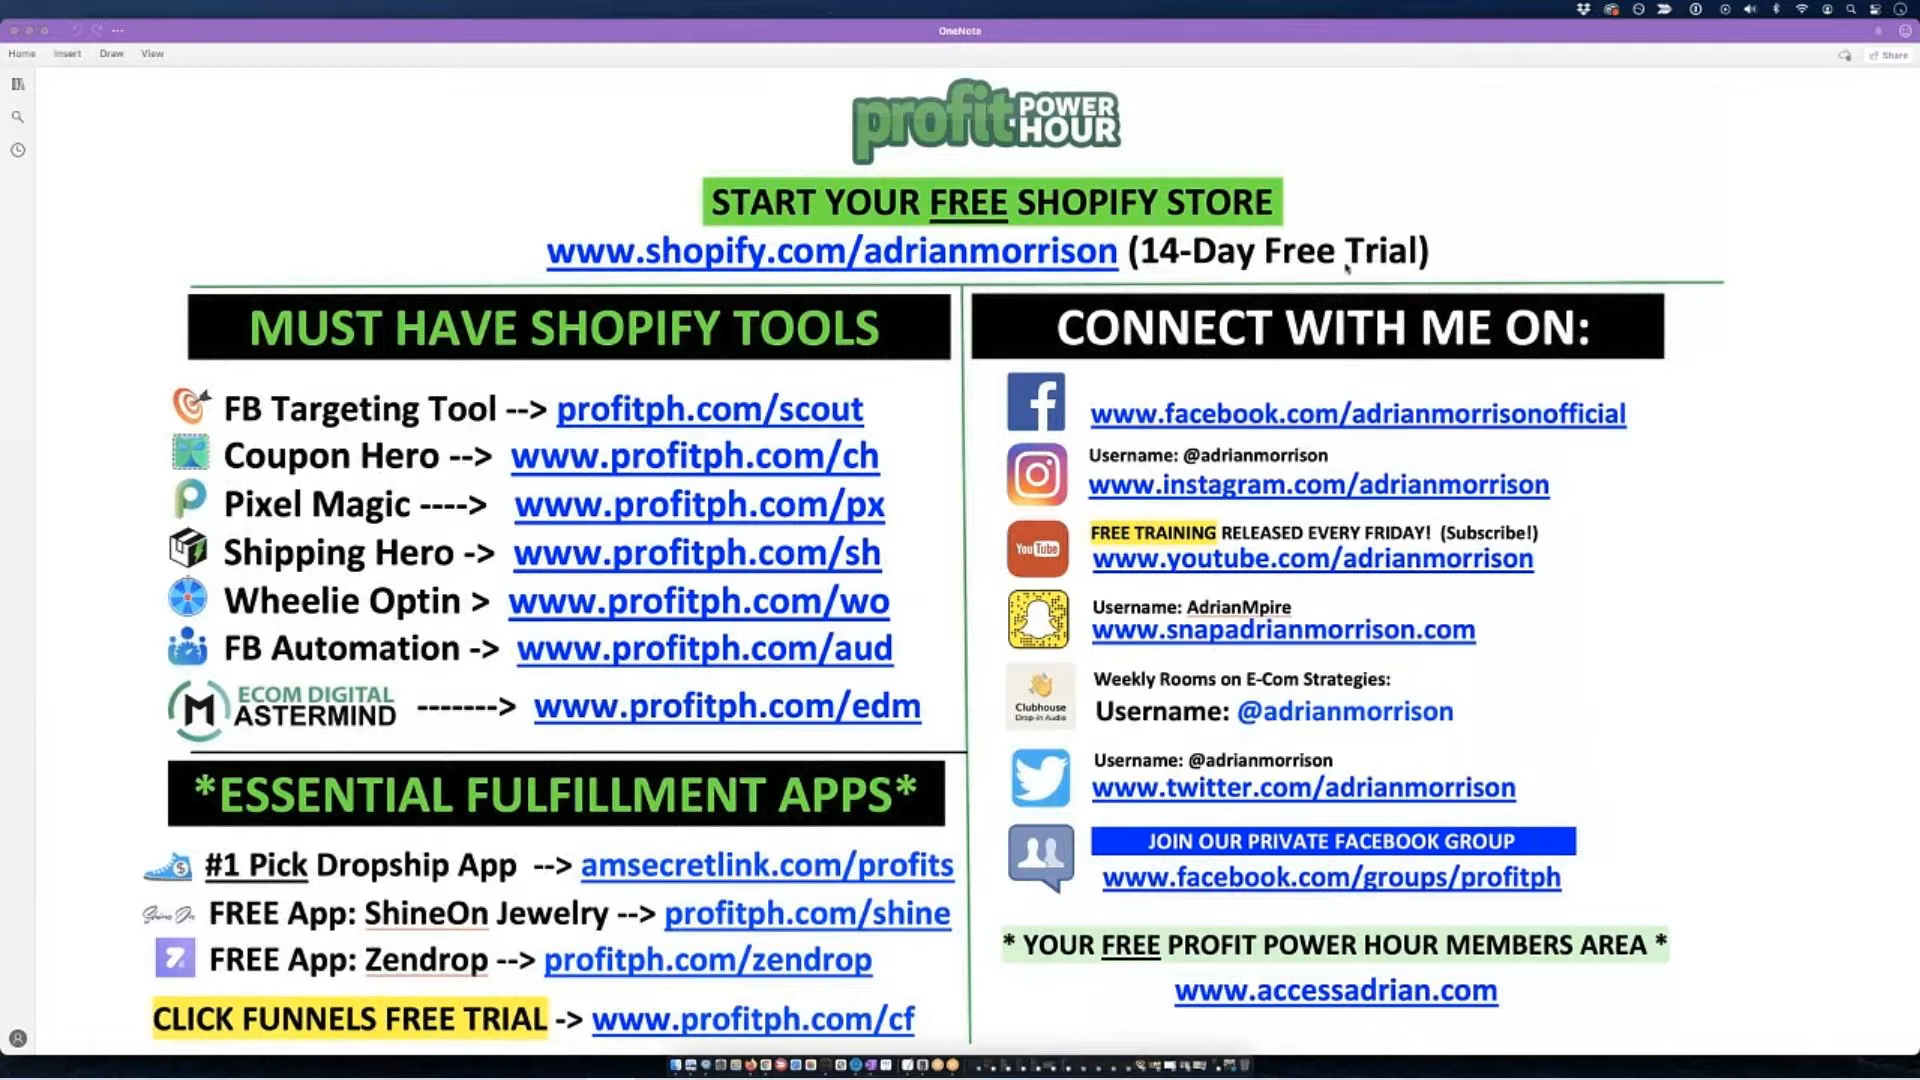 OneNote
Home Insert Draw View
Share
profit POWER HOUR
START YOUR FREE SHOPIFY STORE
www.shopify.com/adrianmorrison (14-Day Free Trial)
MUST HAVE SHOPIFY TOOLS
FB Targeting Tool --> profitph.com/scout
Coupon Hero --> www.profitph.com/ch
Pixel Magic ----> www.profitph.com/px
Shipping Hero -> www.profitph.com/sh
Wheelie Optin > www.profitph.com/wo
FB Automation -> www.profitph.com/aud
ECOM DIGITAL
MASTERMIND -------> www.profitph.com/edm
*ESSENTIAL FULFILLMENT APPS*
#1 Pick Dropship App --> amsecretlink.com/profits
Shine On FREE App: ShineOn Jewelry --> profitph.com/shine
FREE App: Zendrop --> profitph.com/zendrop
CLICK FUNNELS FREE TRIAL -> www.profitph.com/cf
CONNECT WITH ME ON:
www.facebook.com/adrianmorrisonofficial
Username: @adrianmorrison
www.instagram.com/adrianmorrison
FREE TRAINING RELEASED EVERY FRIDAY! (Subscribe!)
YouTube
www.youtube.com/adrianmorrison
Username: AdrianMpire
www.snapadrianmorrison.com
Weekly Rooms on E-Com Strategies:
Clubhouse
Drop-in Audio
Username: @adrianmorrison
Username: @adrianmorrison
www.twitter.com/adrianmorrison
JOIN OUR PRIVATE FACEBOOK GROUP
www.facebook.com/groups/profitph
* YOUR FREE PROFIT POWER HOUR MEMBERS AREA *
www.accessadrian.com